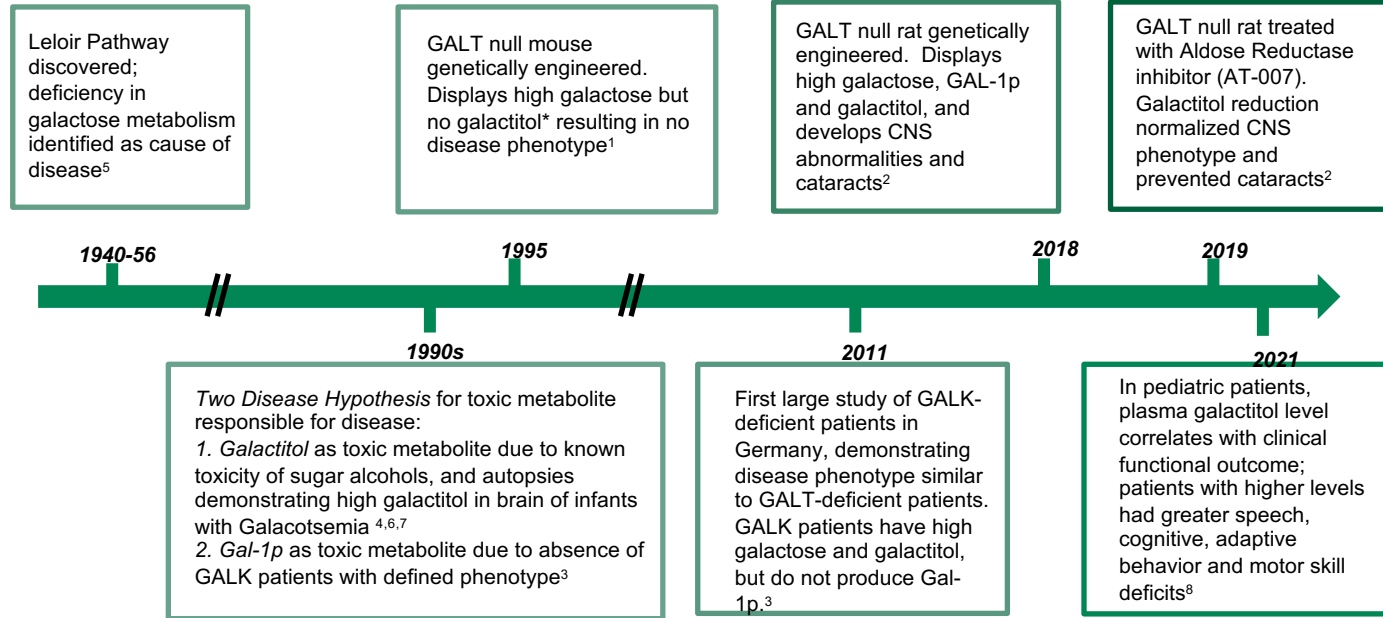 Leloir Pathway
discovered;
deficiency in
galactose metabolism
identified as cause of
disease⁵
GALT null mouse
genetically engineered.
Displays high galactose but
no galactitol* resulting in no
disease phenotype¹
GALT null rat genetically
engineered.  Displays
high galactose, GAL-1p
and galactitol, and
develops CNS
abnormalities and
cataracts²
GALT null rat treated
with Aldose Reductase
inhibitor (AT-007).
Galactitol reduction
normalized CNS
phenotype and
prevented cataracts²
1940-56
1995
2018
2019
1990s
2011
2021
Two Disease Hypothesis for toxic metabolite
responsible for disease:
1. Galactitol as toxic metabolite due to known
toxicity of sugar alcohols, and autopsies
demonstrating high galactitol in brain of infants
with Galacotsemia ⁴,⁶,⁷
2. Gal-1p as toxic metabolite due to absence of
GALK patients with defined phenotype³
First large study of GALK-
deficient patients in
Germany, demonstrating
disease phenotype similar
to GALT-deficient patients.
GALK patients have high
galactose and galactitol,
but do not produce Gal-
1p.³
In pediatric patients,
plasma galactitol level
correlates with clinical
functional outcome;
patients with higher levels
had greater speech,
cognitive, adaptive
behavior and motor skill
deficits⁸